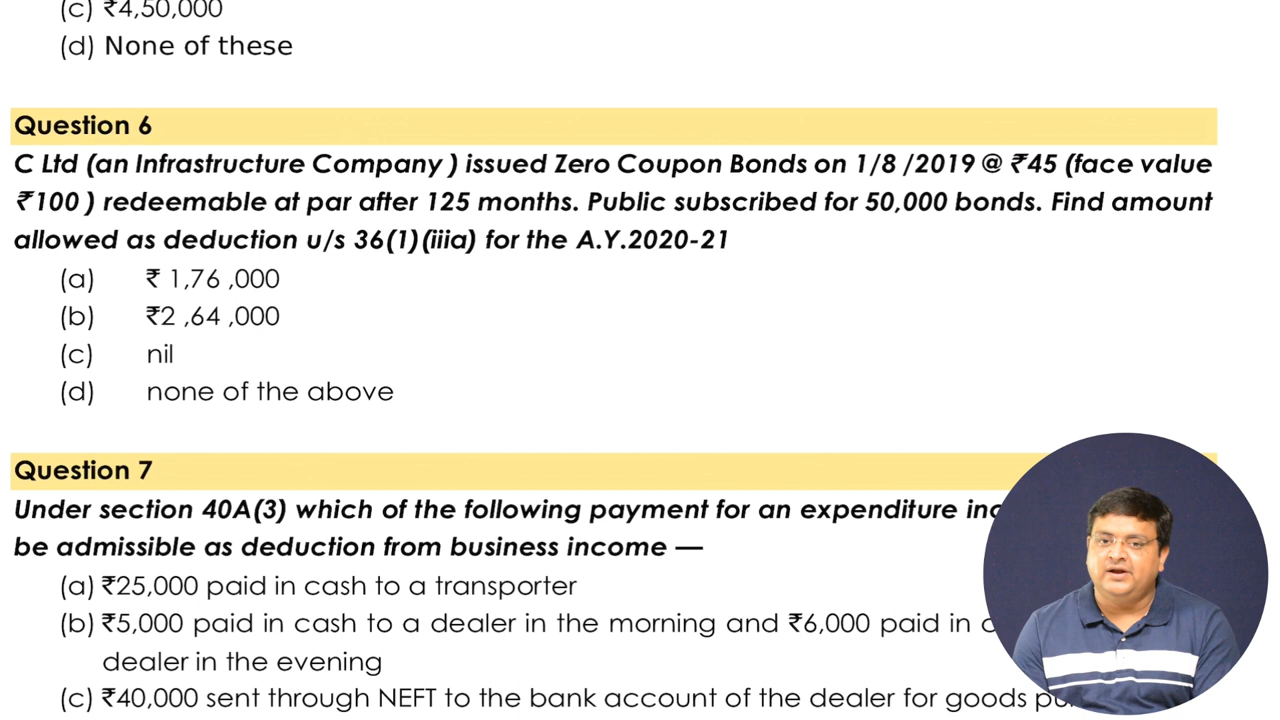 (c) ₹4,50,000
(d) None of these
Question 6
C Ltd (an Infrastructure Company ) issued Zero Coupon Bonds on 1/8 /2019 @ ₹45 (face value
₹100 ) redeemable at par after 125 months. Public subscribed for 50,000 bonds. Find amount
allowed as deduction u/s 36(1)(iiia) for the A.Y.2020-21
(a) ₹ 1,76 ,000
(b) ₹2 ,64 ,000
(c) nil
(d) none of the above
Question 7
Under section 40A(3) which of the following payment for an expenditure
be admissible as deduction from business income —
(a) ₹25,000 paid in cash to a transporter
(b) ₹5,000 paid in cash to a dealer in the morning and ₹6,000 paid in
dealer in the evening
(c) ₹40,000 sent through NEFT to the bank account of the dealer for goods